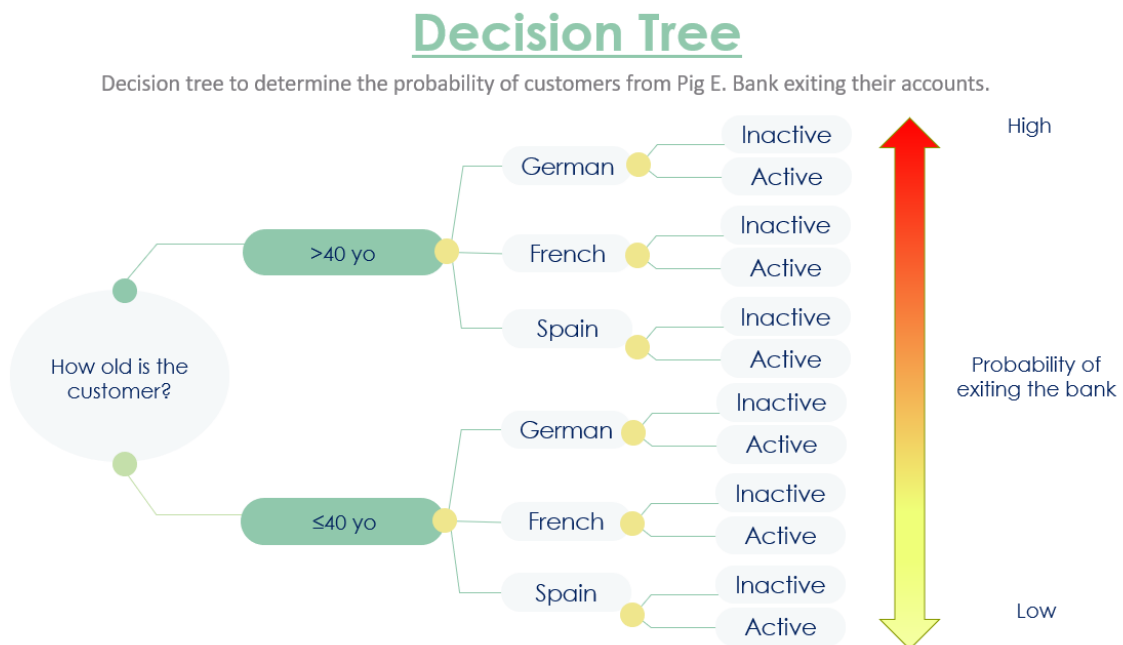 Decision Tree
Decision tree to determine the probability of customers from Pig E. Bank exiting their accounts.
How old is the
customer?
>40 yo
German
Inactive
Active
French
Inactive
Active
Spain
Inactive
Active
≤40 yo
German
Inactive
Active
French
Inactive
Active
Spain
Inactive
Active
High
Probability of
exiting the bank
Low